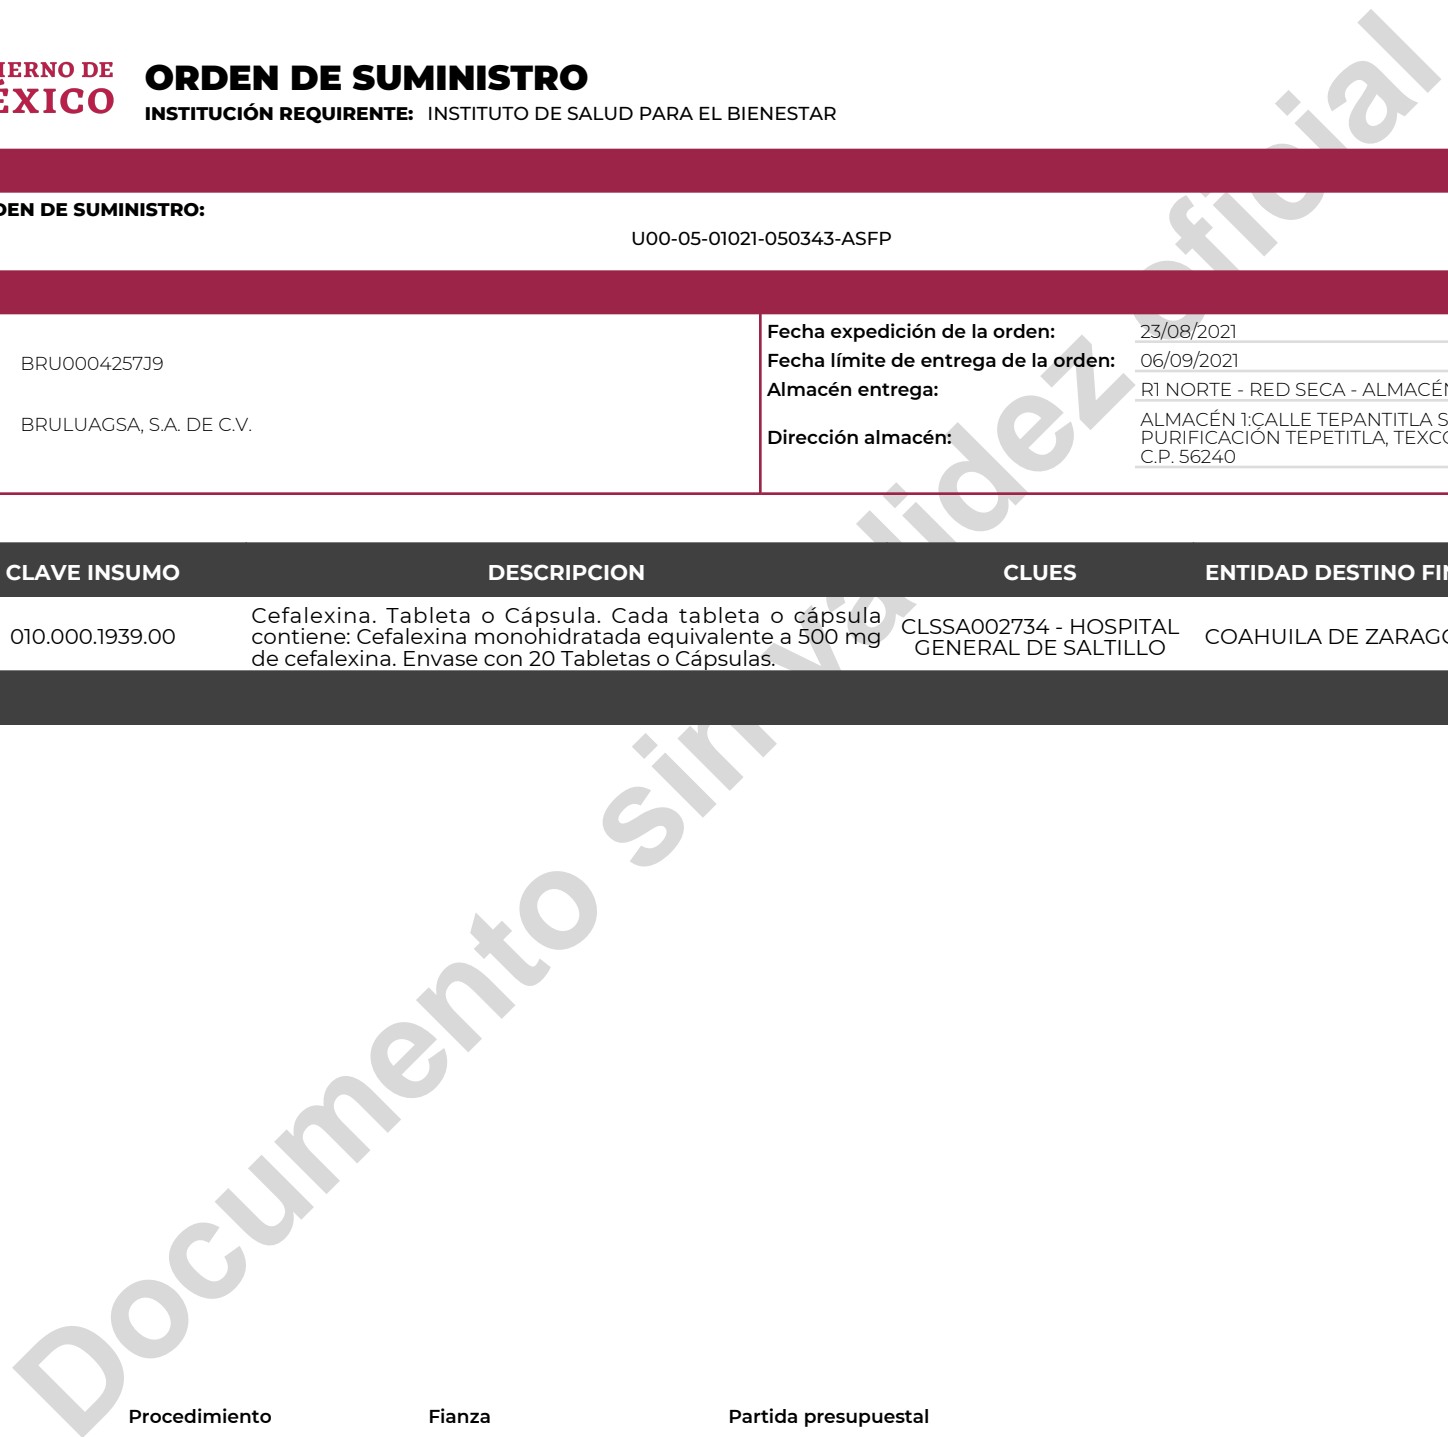 IERNO DE
ÉXICO
ORDEN DE SUMINISTRO
INSTITUCIÓN REQUIRENTE: INSTITUTO DE SALUD PARA EL BIENESTAR
DEN DE SUMINISTRO:
U00-05-01021-050343-ASFP
BRU0004257J9
BRULUAGSA, S.A. DE C.V.
Fecha expedición de la orden: 23/08/2021
Fecha límite de entrega de la orden: 06/09/2021
Almacén entrega: R1 NORTE - RED SECA - ALMACÉN
Dirección almacén: ALMACÉN 1:CALLE TEPANTITLA S
PURIFICACIÓN TEPETITLA, TEXCO
C.P. 56240
CLAVE INSUMO DESCRIPCION CLUES ENTIDAD DESTINO FIN
010.000.1939.00
Cefalexina. Tableta o Cápsula. Cada tableta o cápsula
contiene: Cefalexina monohidratada equivalente a 500 mg
de cefalexina. Envase con 20 Tabletas o Cápsulas.
CLSSA002734 - HOSPITAL
GENERAL DE SALTILLO
COAHUILA DE ZARAGO
Documento sin validez oficial
Procedimiento Fianza Partida presupuestal